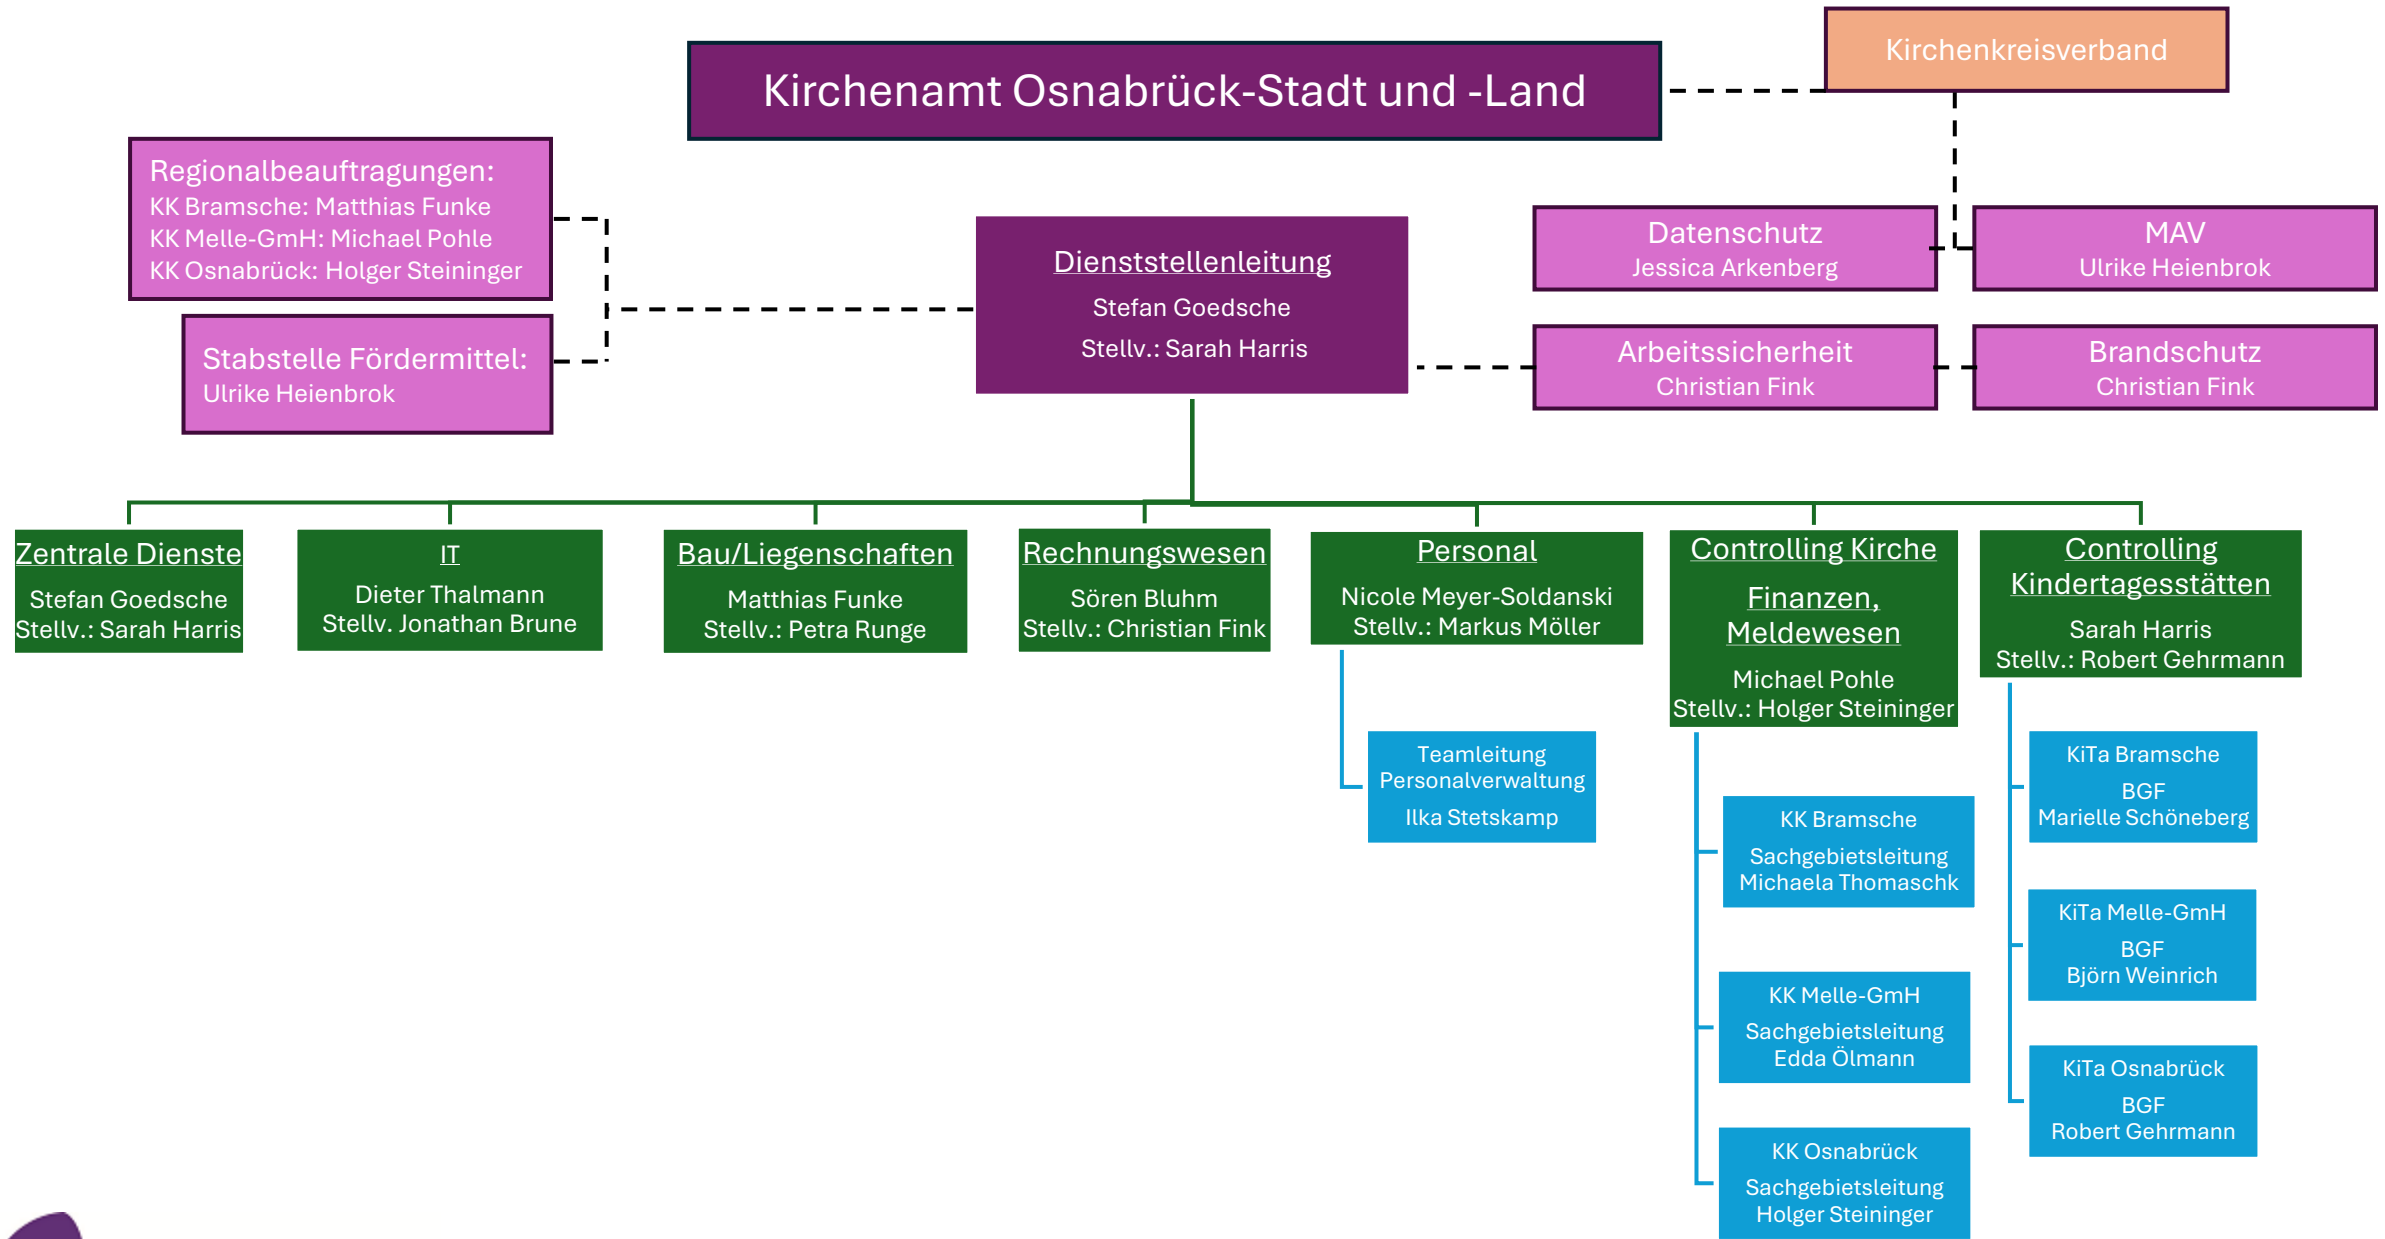 Kirchenkreisverband
Kirchenamt Osnabrück-Stadt und -Land
Regionalbeauftragungen:
KK Bramsche: Matthias Funke
KK Melle-GmH: Michael Pohle
KK Osnabrück: Holger Steininger
Stabstelle Fördermittel:
Ulrike Heienbrok
Dienststellenleitung
Stefan Goedsche
Stellv.: Sarah Harris
Datenschutz
Jessica Arkenberg
MAV
Ulrike Heienbrok
Arbeitssicherheit
Christian Fink
Brandschutz
Christian Fink
Zentrale Dienste
Stefan Goedsche
Stellv.: Sarah Harris
IT
Dieter Thalmann
Stellv. Jonathan Brune
Bau/Liegenschaften
Matthias Funke
Stellv.: Petra Runge
Rechnungswesen
Sören Bluhm
Stellv.: Christian Fink
Personal
Nicole Meyer-Soldanski
Stellv.: Markus Möller
Teamleitung
Personalverwaltung
Ilka Stetskamp
Controlling Kirche
Finanzen,
Meldewesen
Michael Pohle
Stellv.: Holger Steininger
KK Bramsche
Sachgebietsleitung
Michaela Thomaschk
KK Melle-GmH
Sachgebietsleitung
Edda Ölmann
KK Osnabrück
Sachgebietsleitung
Holger Steininger
Controlling
Kindertagesstätten
Sarah Harris
Stellv.: Robert Gehrmann
KiTa Bramsche
BGF
Marielle Schöneberg
KiTa Melle-GmH
BGF
Björn Weinrich
KiTa Osnabrück
BGF
Robert Gehrmann